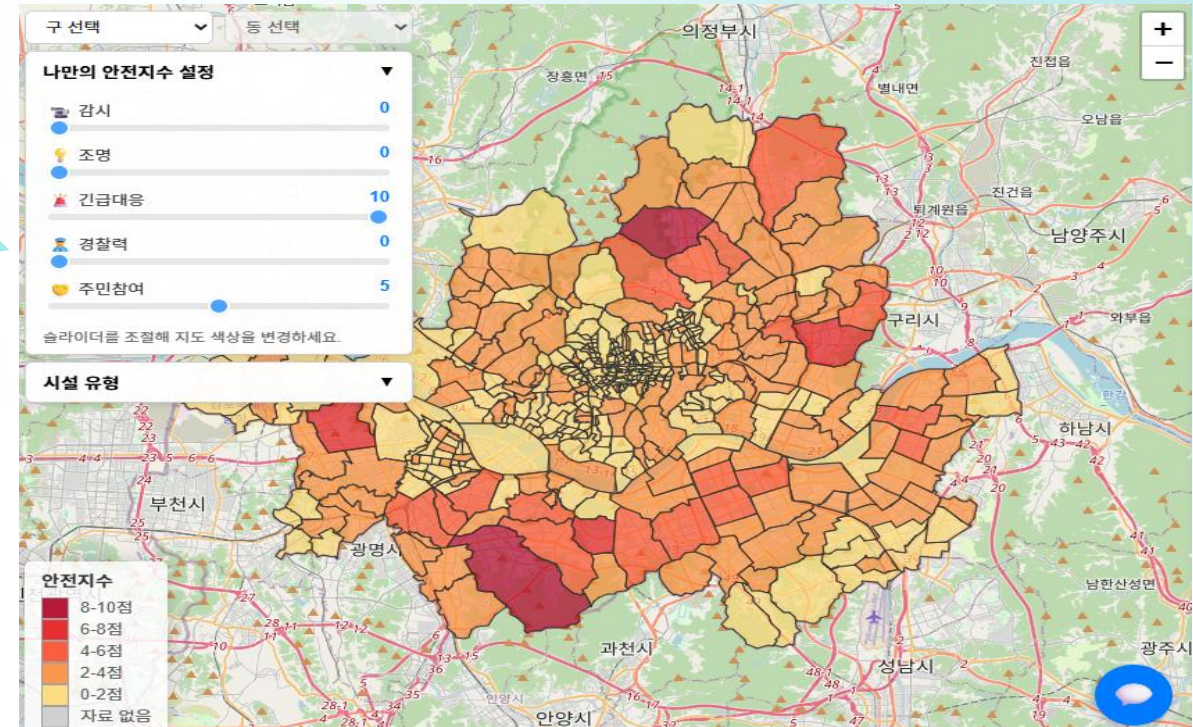 구 선택
동 선택
나만의 안전지수 설정 ▼
감시 0
조명 0
긴급대응 10
경찰력 0
주민참여 5
슬라이더를 조절해 지도 색상을 변경하세요.
시설 유형 ▼
안전지수
8-10점
6-8점
4-6점
2-4점
0-2점
자료 없음
+
−
의정부시
진접읍
장흥면
별내면
오남읍
진건읍
퇴계원읍
남양주시
구리시
와부읍
한강
하남시
부천시
광명시
남한산성면
과천시
성남시
광주시
안양시
안양시